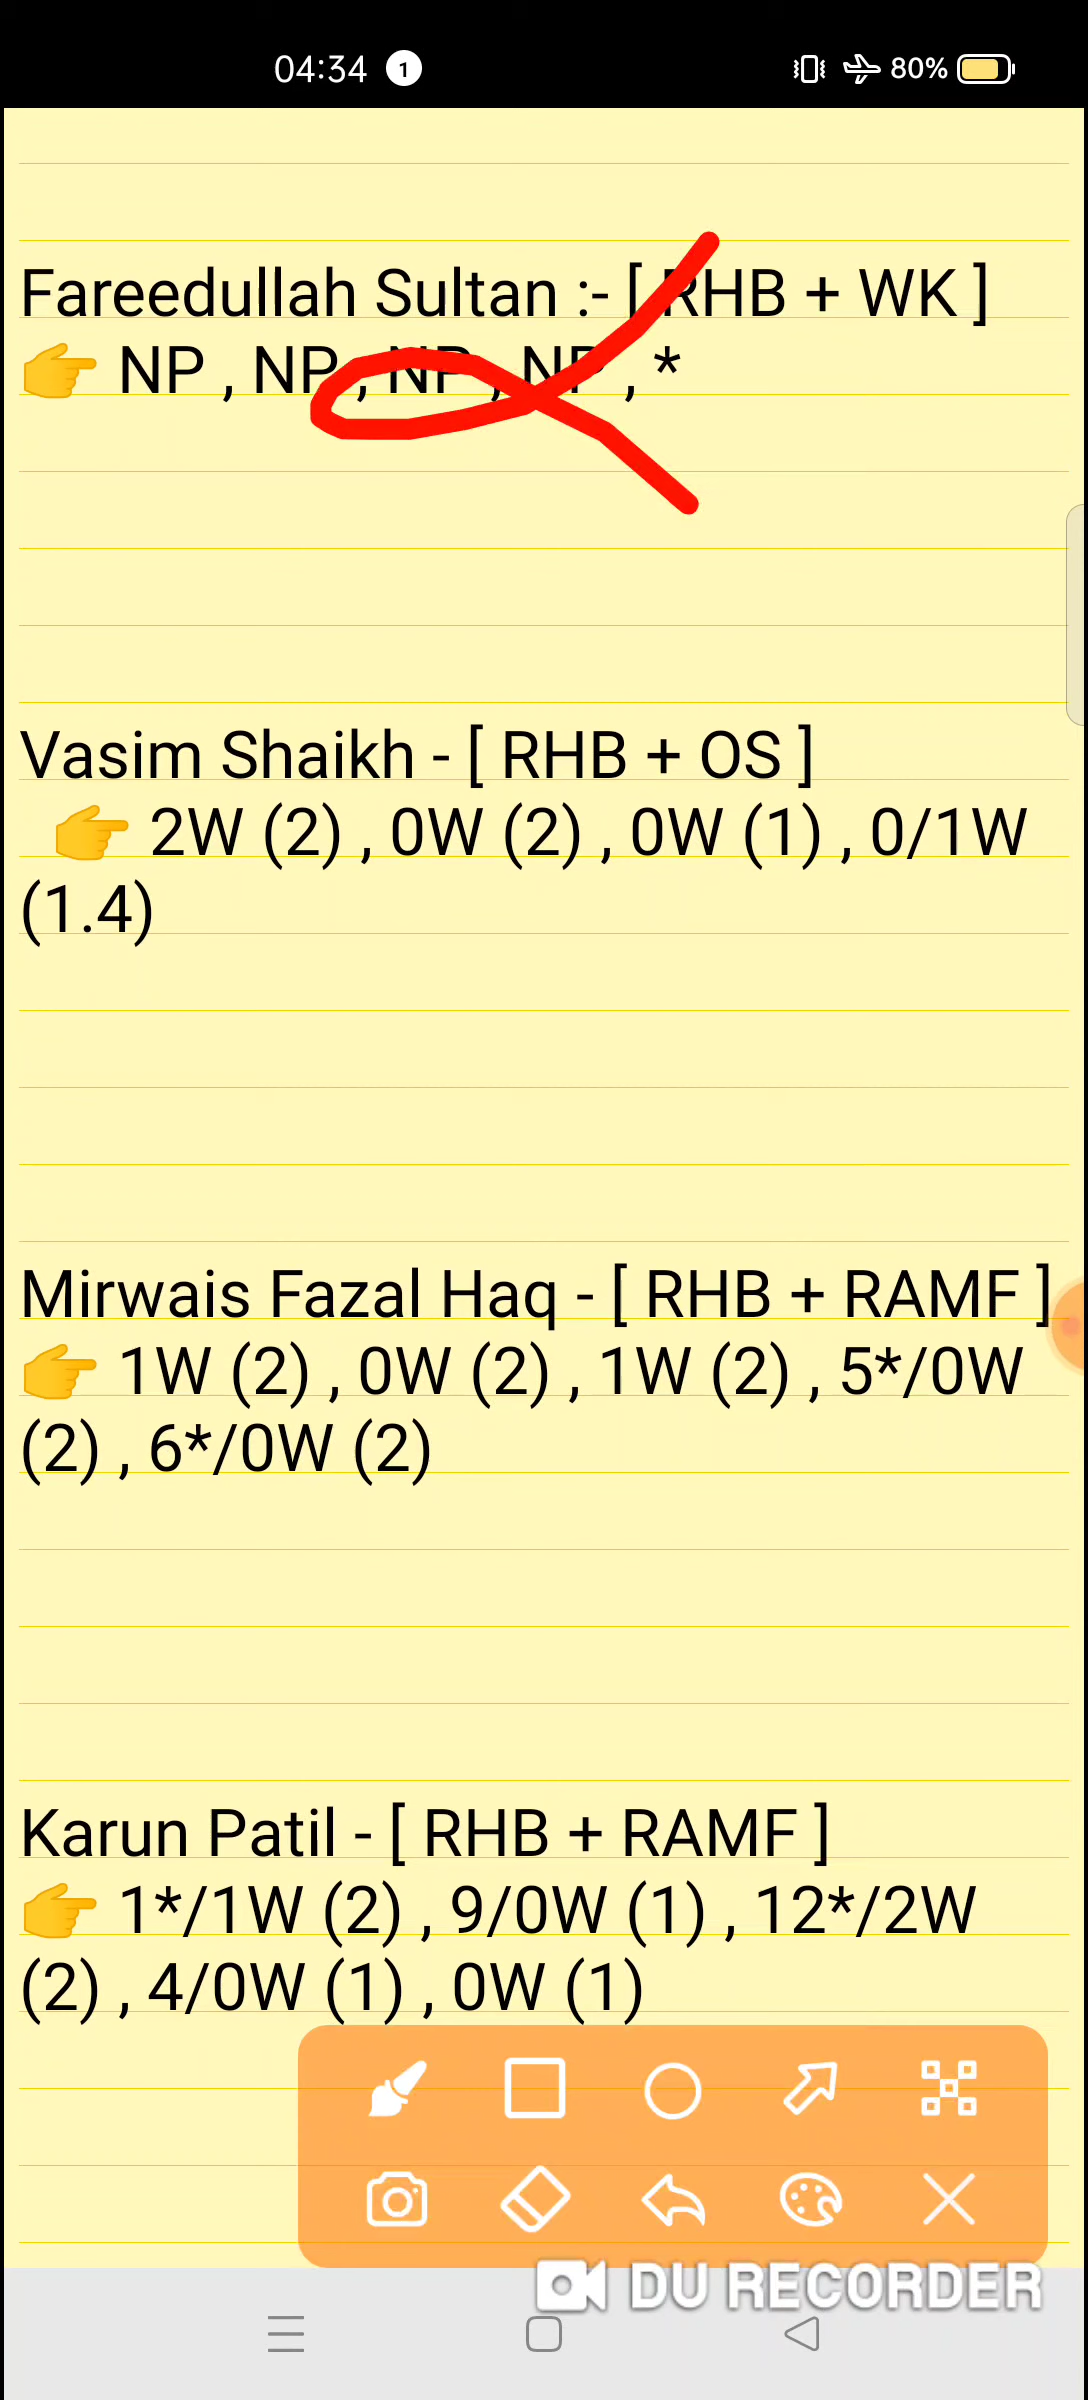 04:34 1 80%
Fareedullah Sultan :- [ RHB + WK ]
👉 NP , NP , NP , NP , *
Vasim Shaikh - [ RHB + OS ]
👉 2W (2) , 0W (2) , 0W (1) , 0/1W
(1.4)
Mirwais Fazal Haq - [ RHB + RAMF ]
👉 1W (2) , 0W (2) , 1W (2) , 5*/0W
(2) , 6*/0W (2)
Karun Patil - [ RHB + RAMF ]
👉 1*/1W (2) , 9/0W (1) , 12*/2W
(2) , 4/0W (1) , 0W (1)
DU RECORDER